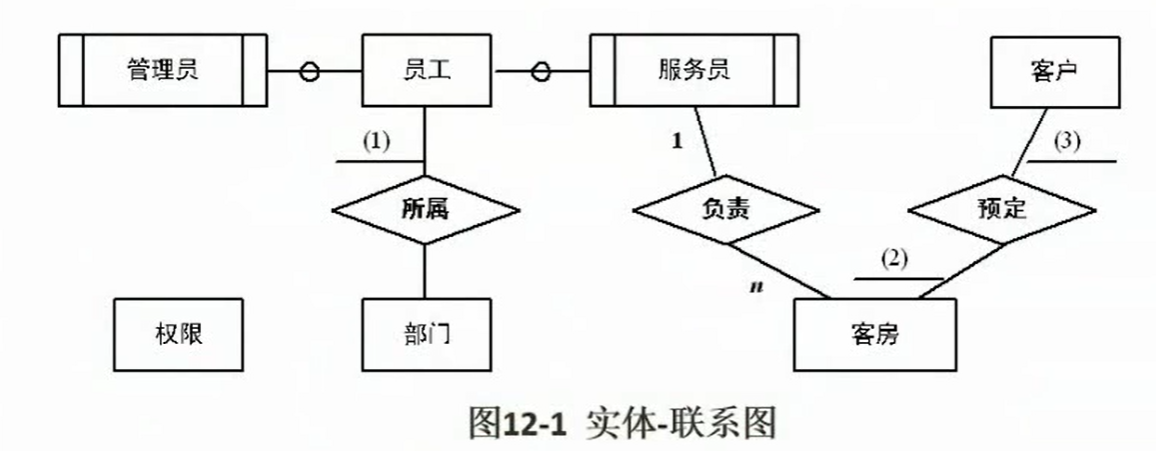 管理员
员工
服务员
客户
(1)
1
(3)
所属
负责
预定
(2)
n
权限
部门
客房
图12-1 实体-联系图